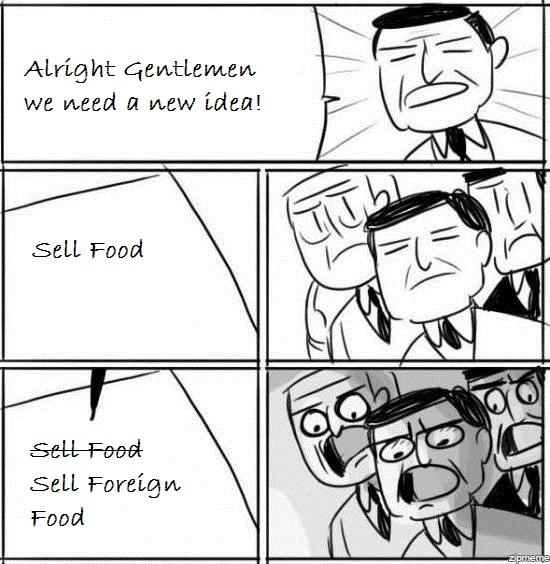 Alright Gentlemen
we need a new idea!
Sell Food
Sell Food
Sell Foreign
Food
zipmeme